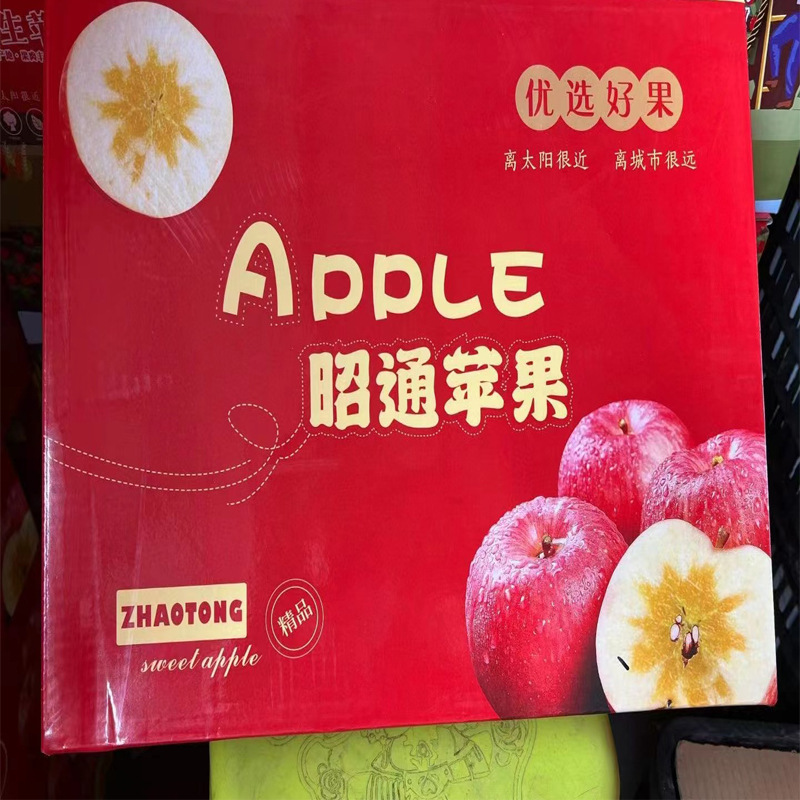 优选好果
离太阳很近 离城市很远
APPLE
昭通苹果
ZHAOTONG
sweet apple
精品